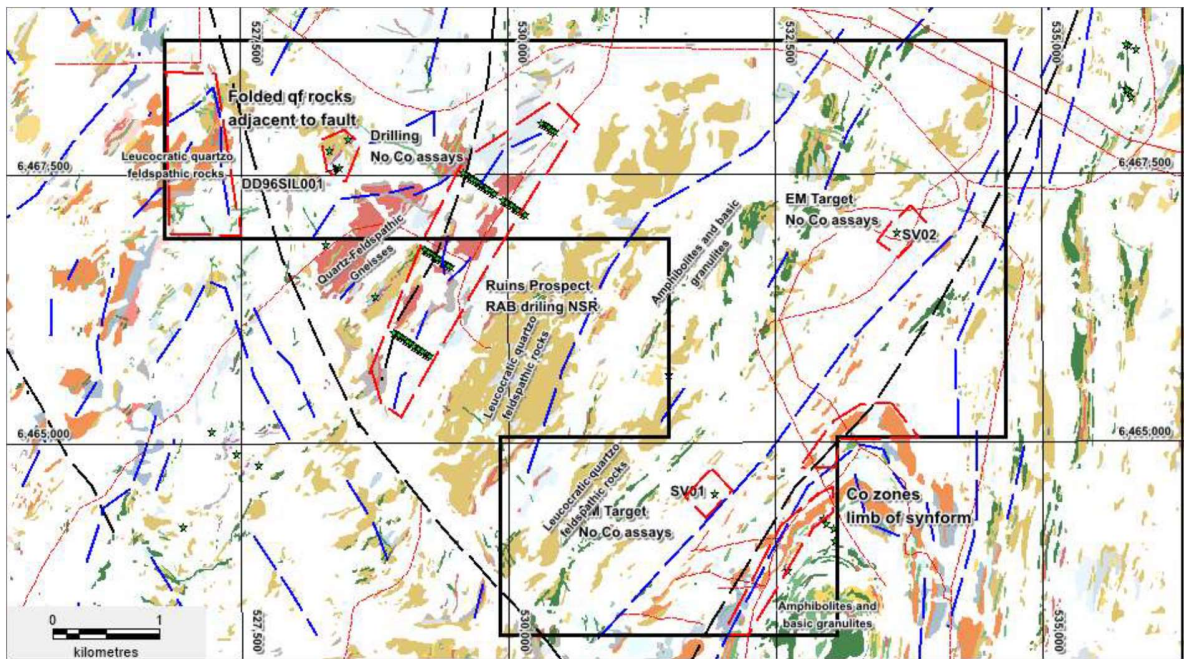 527,500
530,000
532,500
535,000
Folded qf rocks
adjacent to fault
Drilling
No Co assays
Leucocratic quartzo
feldspathic rocks
6,467,500
6,467,500
DD96SIL001
EM Target
No Co assays
SV02
Quartz-Feldspathic
Gneisses
Amphibolites and basic
granulites
Ruins Prospect
RAB driling NSR
Leucocratic quartzo
feldspathic rocks
6,465,000
6,465,000
Leucocratic quartzo
feldspathic rocks
SV01
M Target
No Co assays
Co zones
limb of synform
Amphibolites and
basic granulites
0 1
kilometres
527,500
530,000
535,000